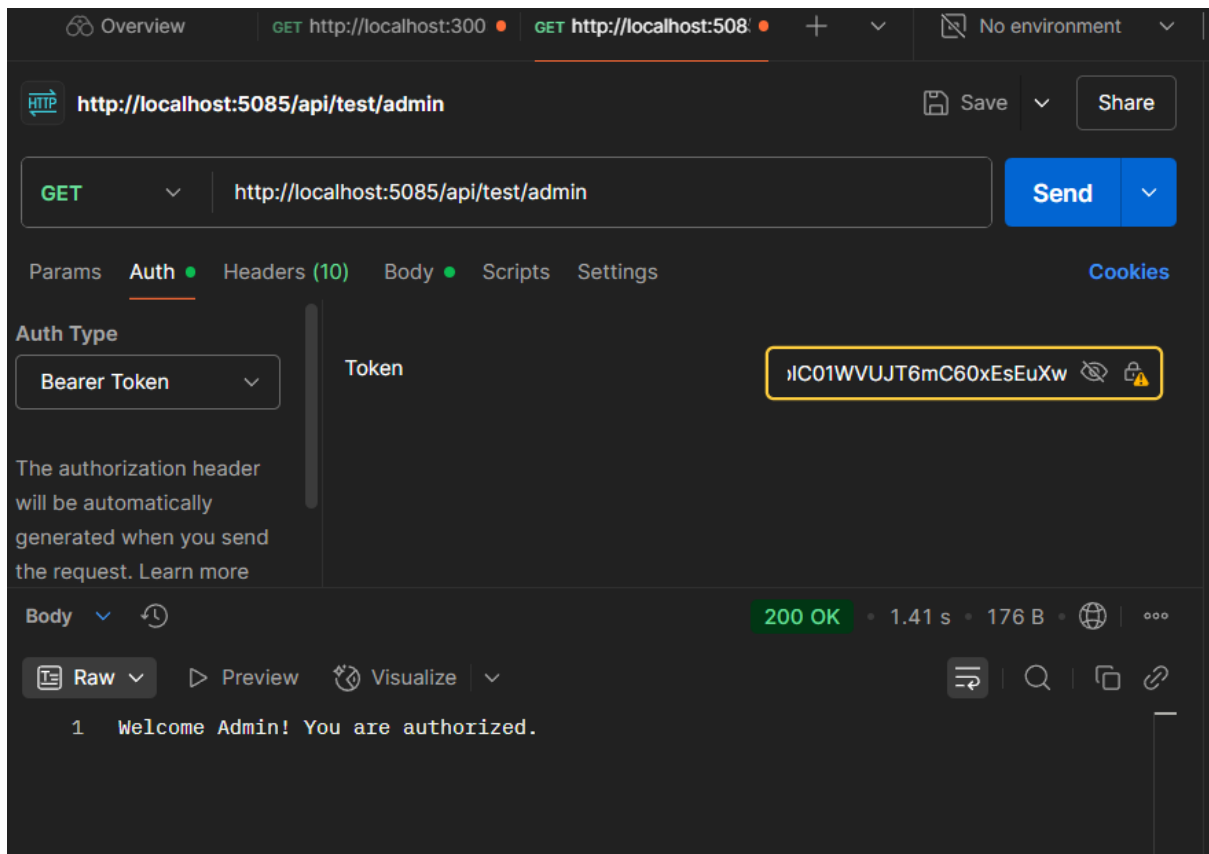 Overview GET http://localhost:300 GET http://localhost:508 No environment
HTTP http://localhost:5085/api/test/admin Save Share
GET http://localhost:5085/api/test/admin Send
Params Auth Headers (10) Body Scripts Settings Cookies
Auth Type
Bearer Token
Token
IC01WVUJT6mC60xEsEuXw
The authorization header
will be automatically
generated when you send
the request. Learn more
Body 200 OK 1.41 s 176 B
Raw Preview Visualize
1 Welcome Admin! You are authorized.